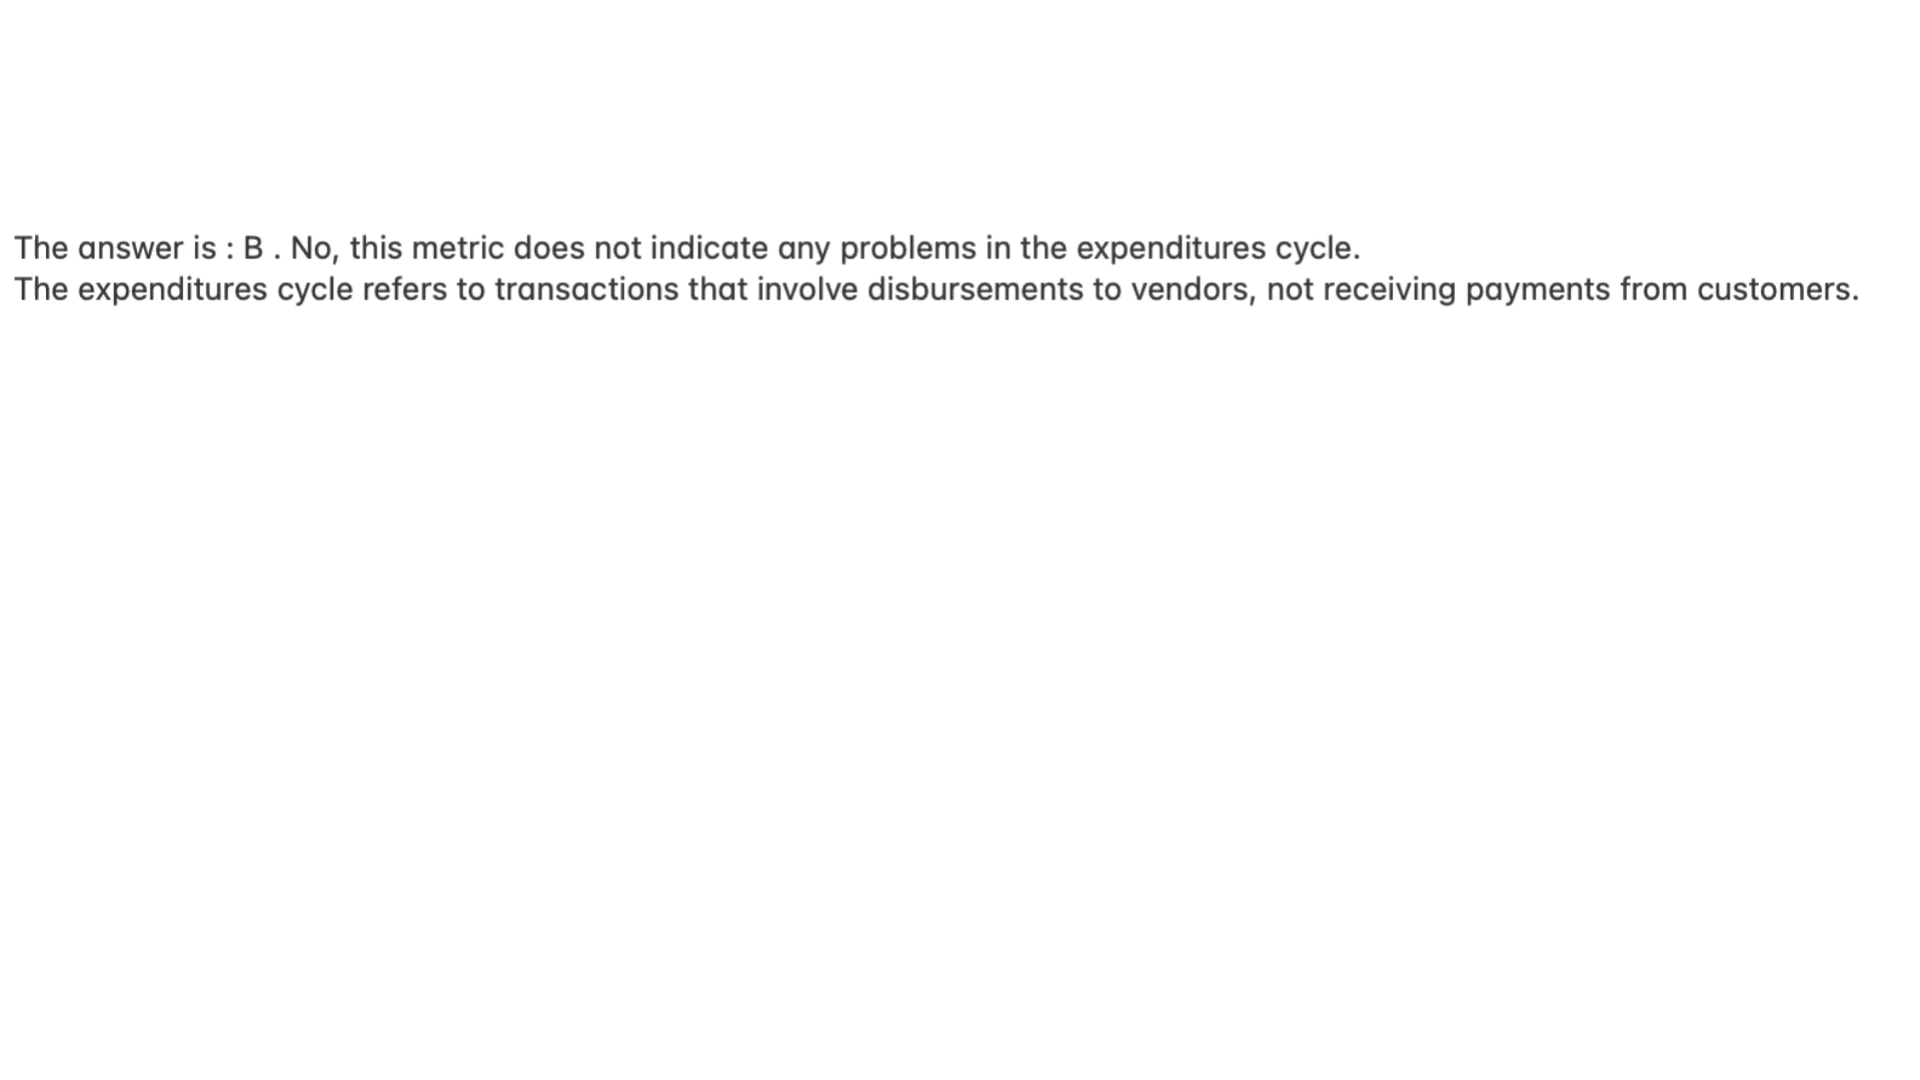 The answer is : B . No, this metric does not indicate any problems in the expenditures cycle.
The expenditures cycle refers to transactions that involve disbursements to vendors, not receiving payments from customers.